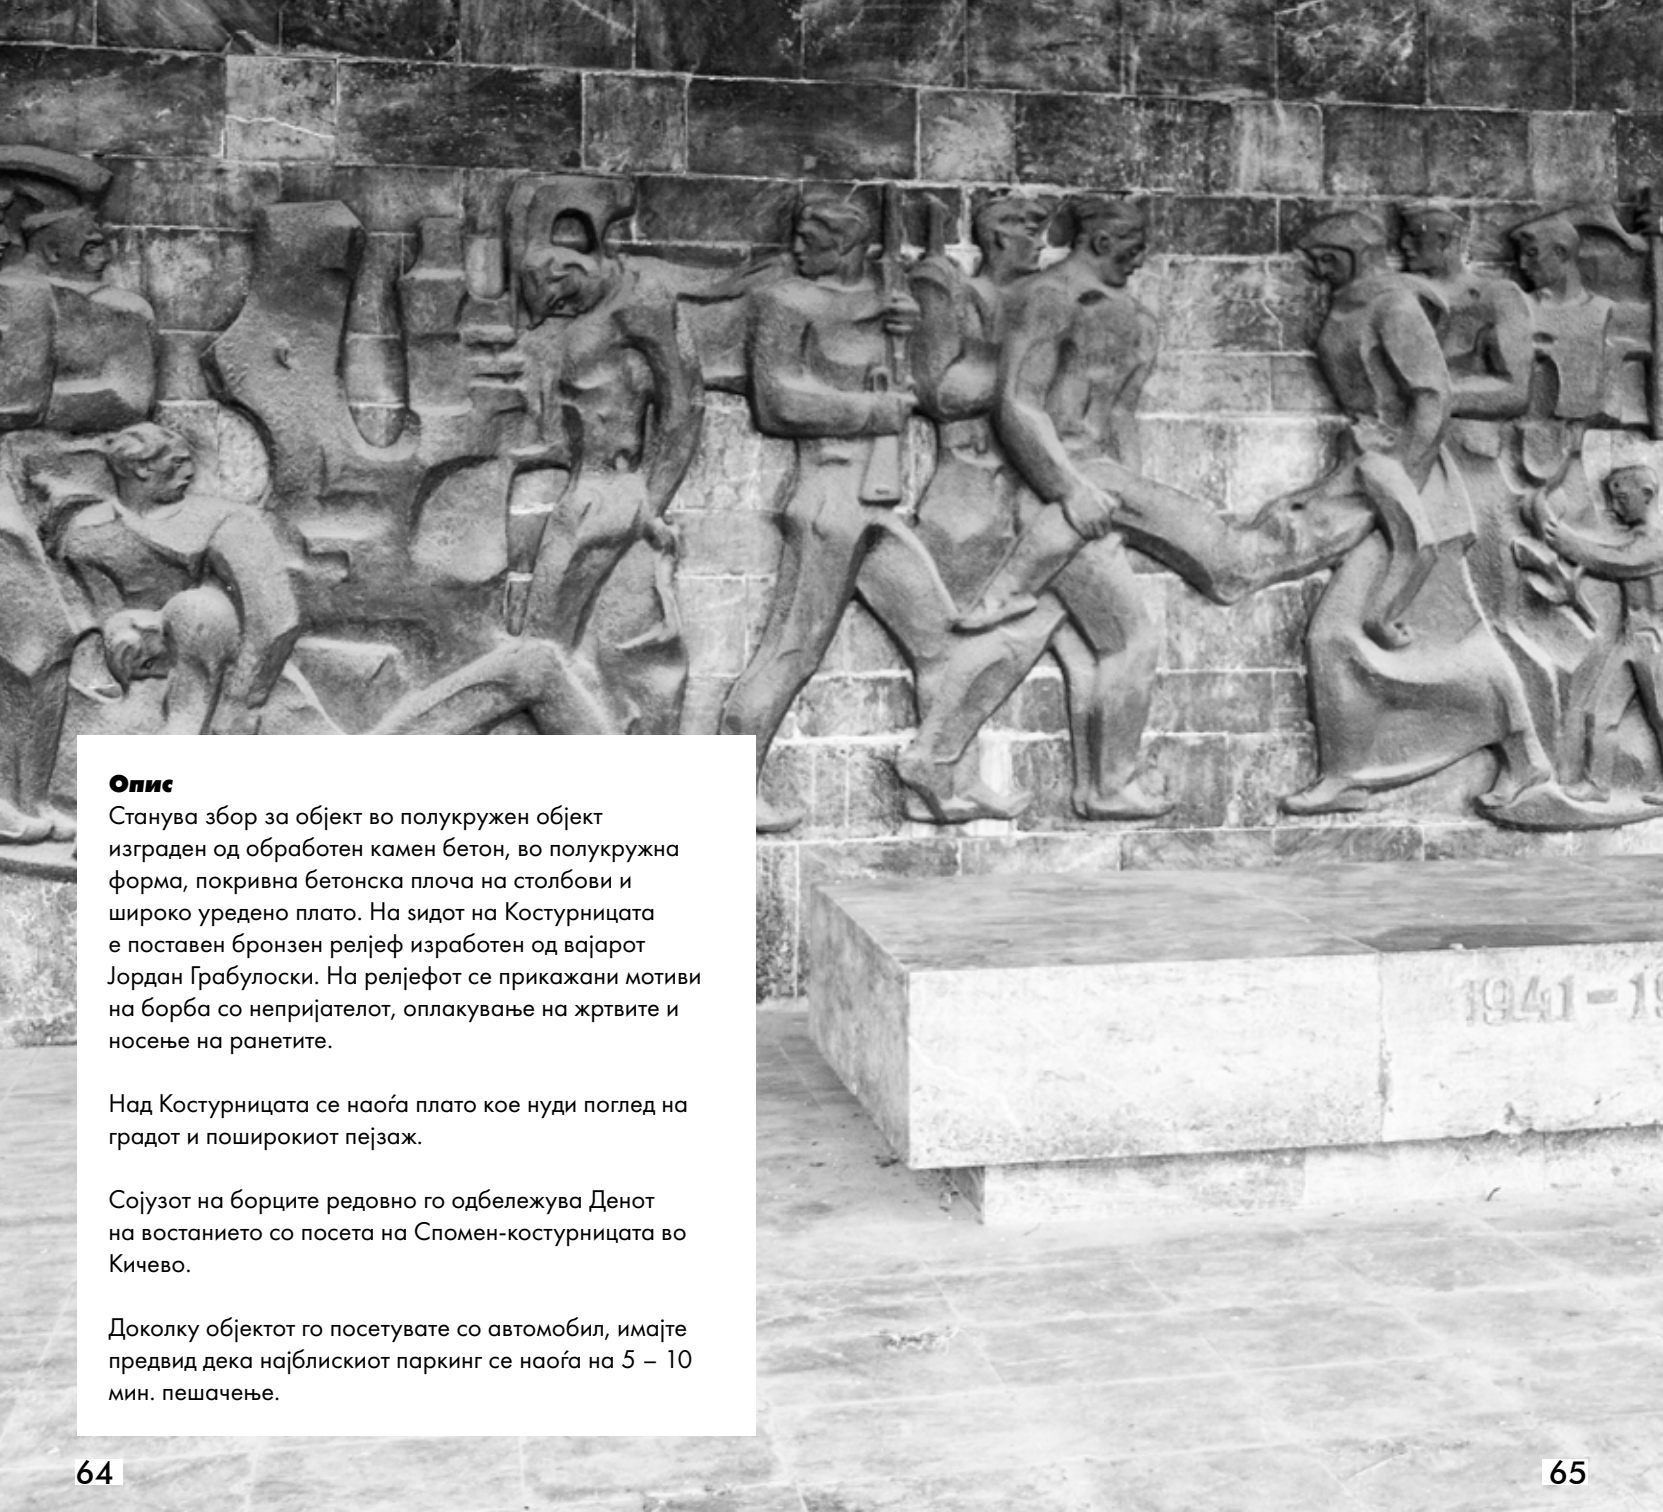 Опис
Станува збор за објект во полукружен објект
изграден од обработен камен бетон, во полукружна
форма, покривна бетонска плоча на столбови и
широко уредено плато. На ѕидот на Костурницата
е поставен бронзен релјеф изработен од вајарот
Јордан Грабулоски. На релјефот се прикажани мотиви
на борба со непријателот, оплакување на жртвите и
носење на ранетите.
Над Костурницата се наоѓа плато кое нуди поглед на
градот и поширокиот пејзаж.
Сојузот на борците редовно го одбележува Денот
на востанието со посета на Спомен-костурницата во
Кичево.
Доколку објектот го посетувате со автомобил, имајте
предвид дека најблискиот паркинг се наоѓа на 5 – 10
мин. пешачење.
1941-19
64
65